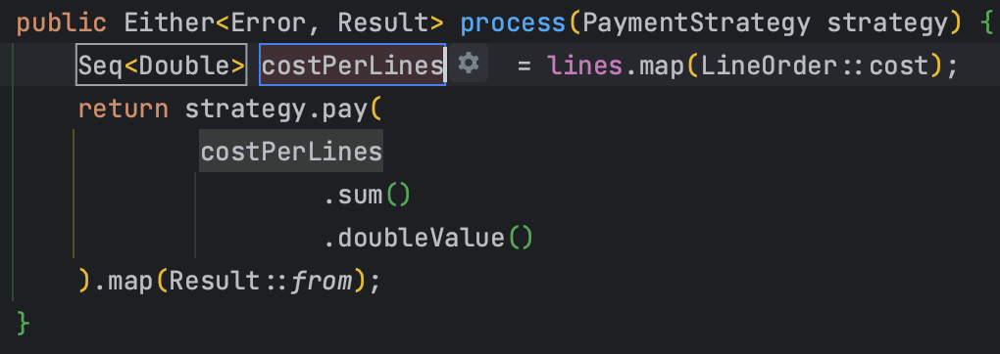 public Either<Error, Result> process(PaymentStrategy strategy) {
    Seq<Double> costPerLines = lines.map(LineOrder::cost);
    return strategy.pay(
            costPerLines
                    .sum()
                    .doubleValue()
    ).map(Result::from);
}